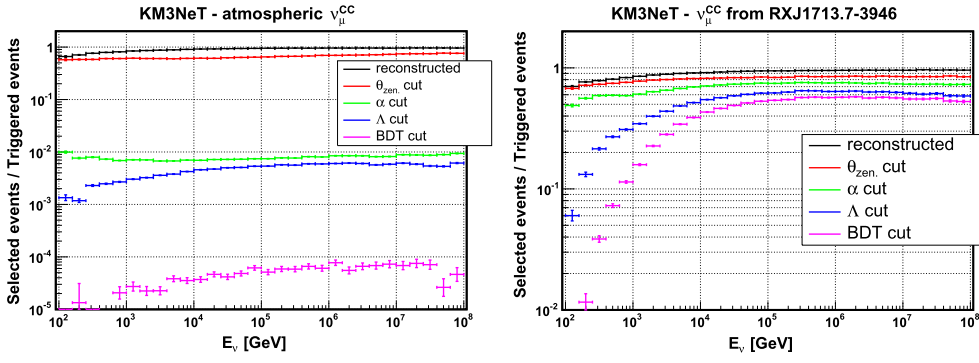 KM3NeT - atmospheric ν_μ^CC
Selected events / Triggered events
1
10^-1
10^-2
10^-3
10^-4
10^-5
reconstructed
θ_zen. cut
α cut
Λ cut
BDT cut
10^2
10^3
10^4
10^5
10^6
10^7
10^8
E_ν [GeV]
KM3NeT - ν_μ^CC from RXJ1713.7-3946
Selected events / Triggered events
1
10^-1
10^-2
reconstructed
θ_zen. cut
α cut
Λ cut
BDT cut
10^2
10^3
10^4
10^5
10^6
10^7
10^8
E_ν [GeV]